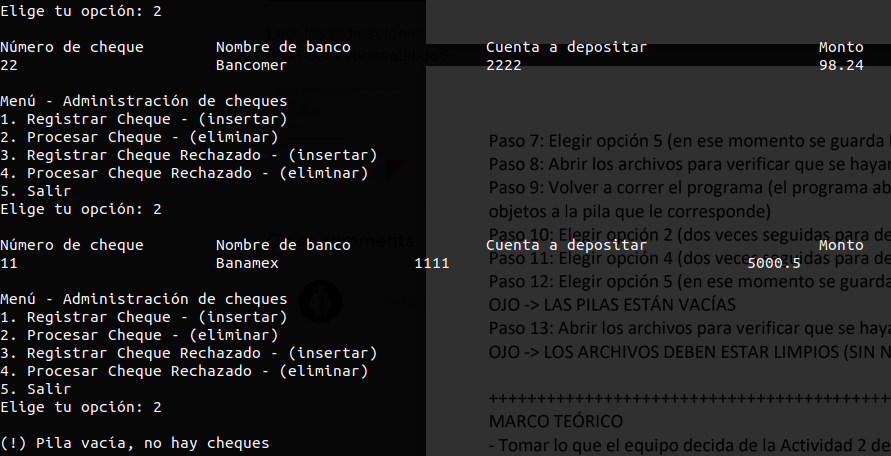 Elige tu opción: 2
Número de cheque Nombre de banco Cuenta a depositar Monto
22 Bancomer 2222 98.24
Menú - Administración de cheques
1. Registrar Cheque - (insertar)
2. Procesar Cheque - (eliminar)
3. Registrar Cheque Rechazado - (insertar)
4. Procesar Cheque Rechazado - (eliminar)
5. Salir
Elige tu opción: 2
Número de cheque Nombre de banco Cuenta a depositar Monto
11 Banamex 1111 5000.5
Menú - Administración de cheques
1. Registrar Cheque - (insertar)
2. Procesar Cheque - (eliminar)
3. Registrar Cheque Rechazado - (insertar)
4. Procesar Cheque Rechazado - (eliminar)
5. Salir
Elige tu opción: 2
(!) Pila vacía, no hay cheques
Paso 7: Elegir opción 5 (en ese momento se guarda
Paso 8: Abrir los archivos para verificar que se hayan
Paso 9: Volver a correr el programa (el programa ab
objetos a la pila que le corresponde)
Paso 10: Elegir opción 2 (dos veces seguidas para de
Paso 11: Elegir opción 4 (dos veces seguidas para de
Paso 12: Elegir opción 5 (en ese momento se guarda
OJO -> LAS PILAS ESTÁN VACÍAS
Paso 13: Abrir los archivos para verificar que se haya
OJO -> LOS ARCHIVOS DEBEN ESTAR LIMPIOS (SIN N
++++++++++++++++++++++++++++++++++++++++++
MARCO TEÓRICO
- Tomar lo que el equipo decida de la Actividad 2 de